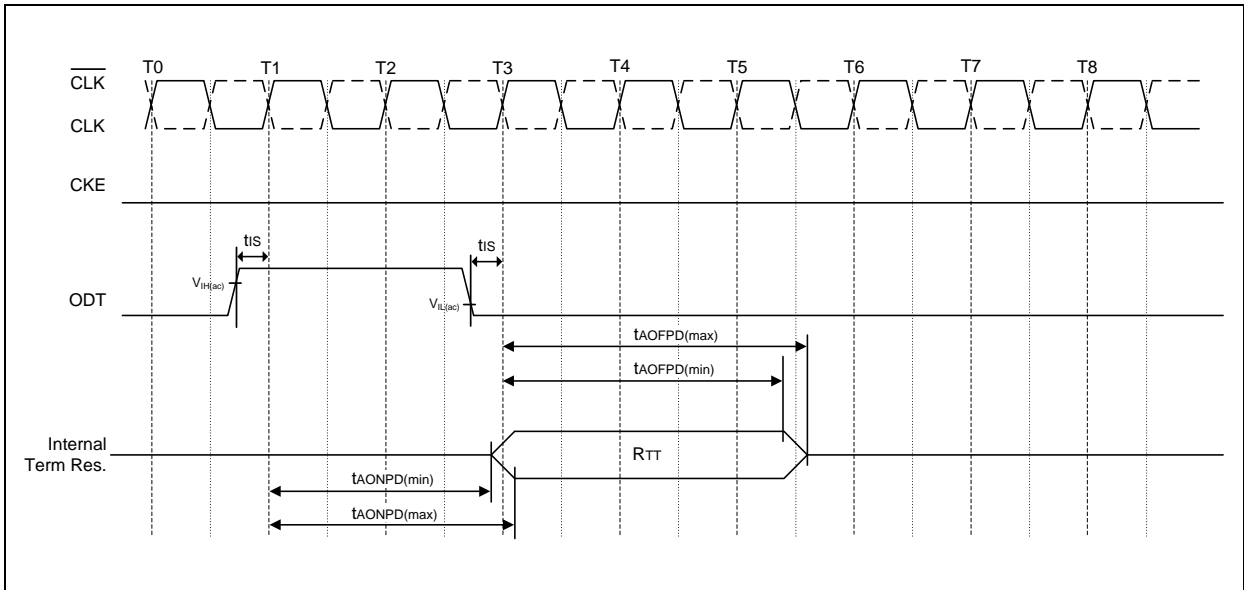 T0 T1 T2 T3 T4 T5 T6 T7 T8
CLK
CLK
CKE
tIS tIS
VIH(ac)
ODT
VIL(ac)
tAOFPD(max)
tAOFPD(min)
Internal
Term Res.
RTT
tAONPD(min)
tAONPD(max)